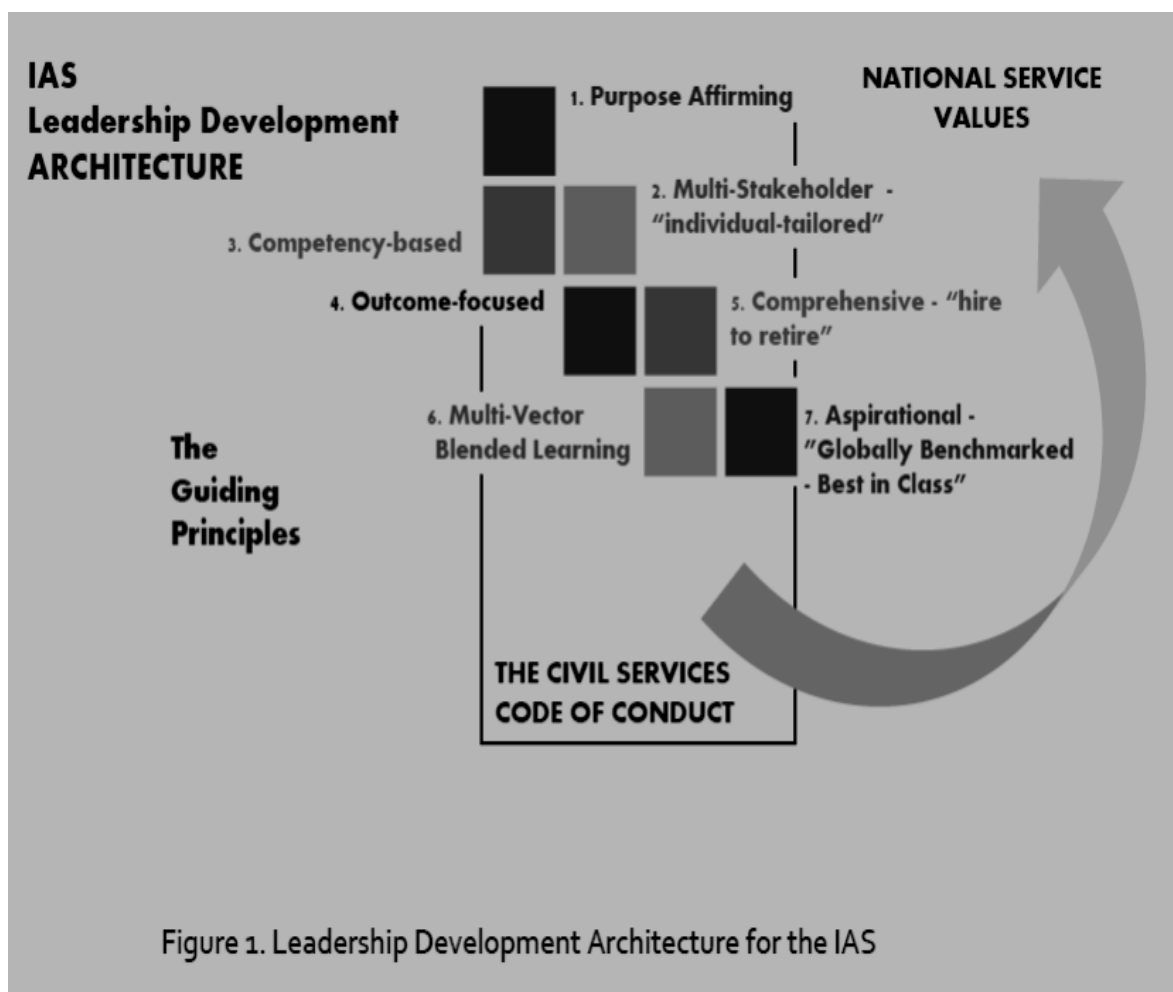 IAS
Leadership Development
ARCHITECTURE
NATIONAL SERVICE
VALUES
1. Purpose Affirming
2. Multi-Stakeholder -
“individual-tailored”
3. Competency-based
4. Outcome-focused
5. Comprehensive - “hire
to retire”
6. Multi-Vector
Blended Learning
7. Aspirational -
”Globally Benchmarked
- Best in Class”
The
Guiding
Principles
THE CIVIL SERVICES
CODE OF CONDUCT
Figure 1. Leadership Development Architecture for the IAS